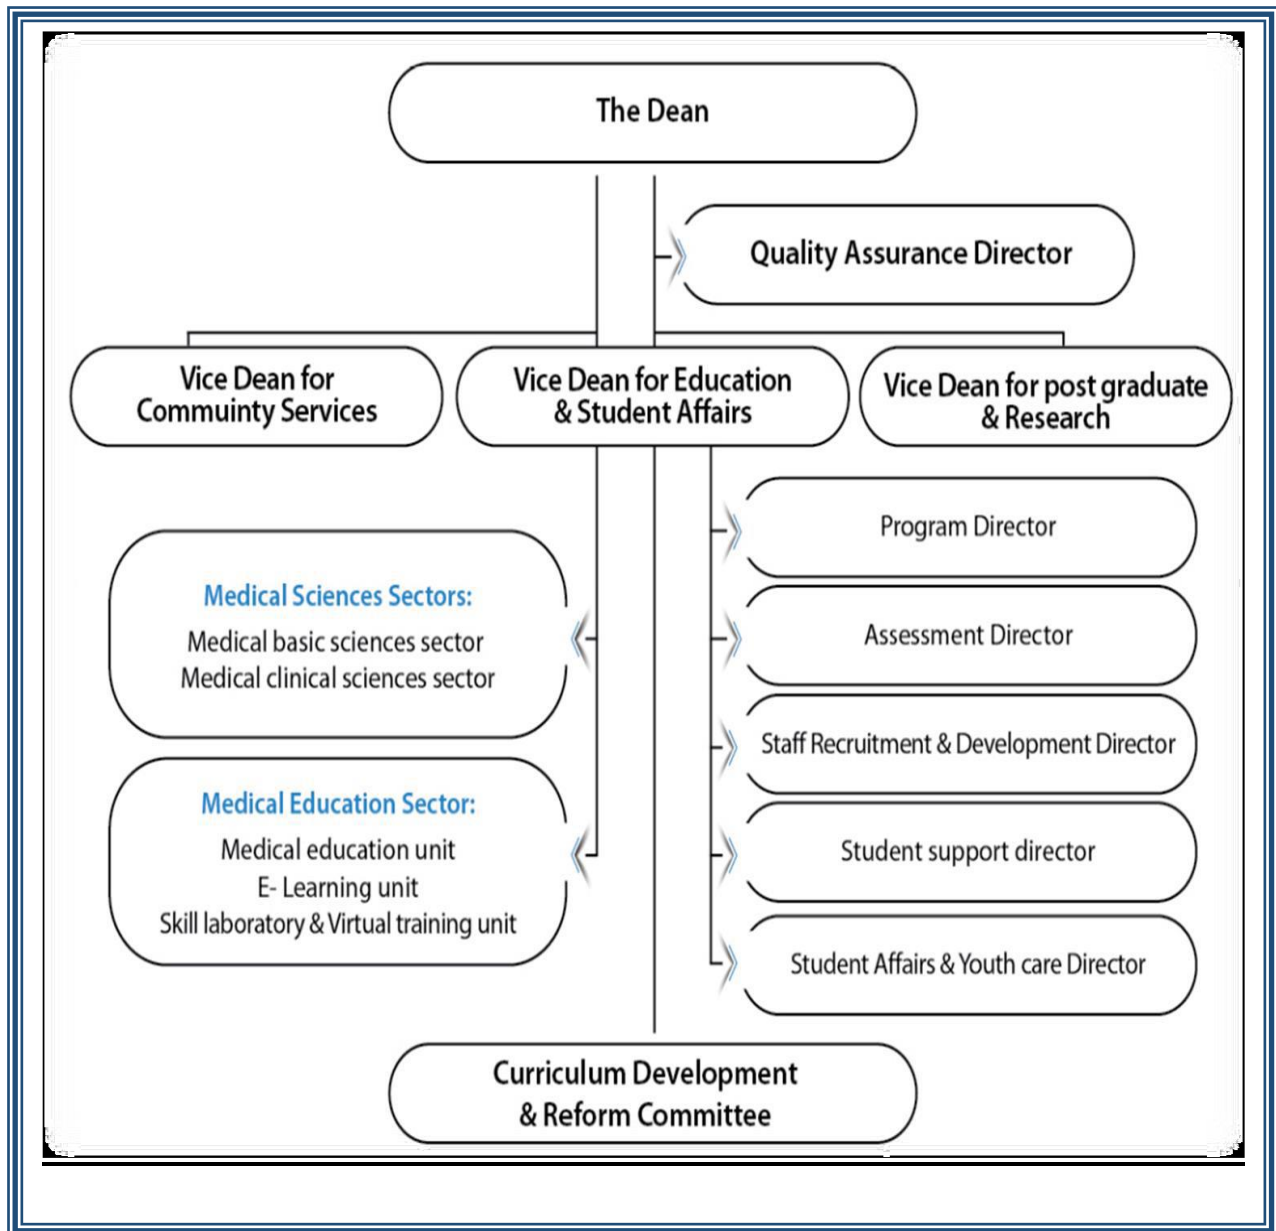 The Dean
Quality Assurance Director
Vice Dean for
Commuinty Services
Vice Dean for Education
& Student Affairs
Vice Dean for post graduate
& Research
Medical Sciences Sectors:
Medical basic sciences sector
Medical clinical sciences sector
Medical Education Sector:
Medical education unit
E- Learning unit
Skill laboratory & Virtual training unit
Program Director
Assessment Director
Staff Recruitment & Development Director
Student support director
Student Affairs & Youth care Director
Curriculum Development
& Reform Committee